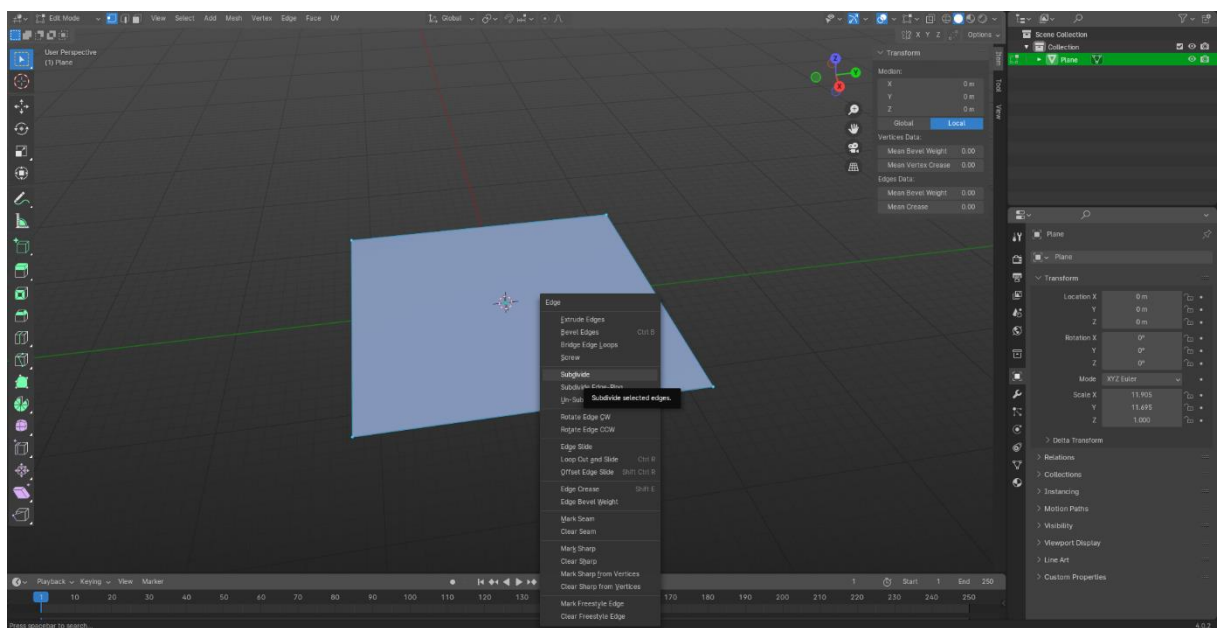 Edit Mode View Select Add Mesh Vertex Edge Face UV Global
X Y Z Options
User Perspective
(1) Plane
Z
Y
X
Transform
Median:
X 0 m
Y 0 m
Z 0 m
Global Local
Vertices Data:
Mean Bevel Weight 0.00
Mean Vertex Crease 0.00
Edges Data:
Mean Bevel Weight 0.00
Mean Crease 0.00
Item
Tool
View
Edge
Extrude Edges
Bevel Edges Ctrl B
Bridge Edge Loops
Screw
Subdivide
Subdivide Edge-Ring
Un-Sub
Subdivide selected edges.
Rotate Edge CW
Rotate Edge CCW
Edge Slide
Loop Cut and Slide Ctrl R
Offset Edge Slide Shift Ctrl R
Edge Crease Shift E
Edge Bevel Weight
Mark Seam
Clear Seam
Mark Sharp
Clear Sharp
Mark Sharp from Vertices
Clear Sharp from Vertices
Mark Freestyle Edge
Clear Freestyle Edge
Scene Collection
Collection
Plane
Plane
Plane
Transform
Location X 0 m
Y 0 m
Z 0 m
Rotation X 0°
Y 0°
Z 0°
Mode XYZ Euler
Scale X 11.905
Y 11.695
Z 1.000
Delta Transform
Relations
Collections
Instancing
Motion Paths
Visibility
Viewport Display
Line Art
Custom Properties
Playback Keying View Marker 1 Start 1 End 250
1 10 20 30 40 50 60 70 80 90 100 110 120 130 170 180 190 200 210 220 230 240 250
Press spacebar to search... 4.0.2